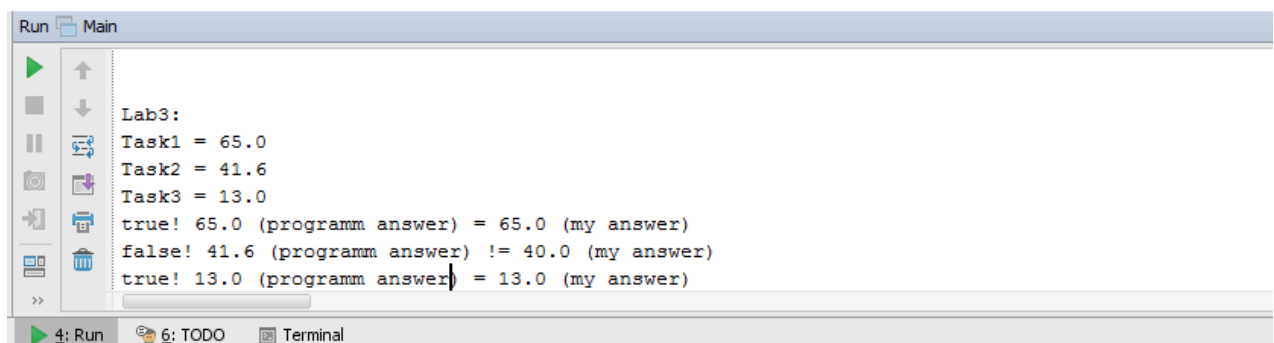 Run Main
Lab3:
Task1 = 65.0
Task2 = 41.6
Task3 = 13.0
true! 65.0 (programm answer) = 65.0 (my answer)
false! 41.6 (programm answer) != 40.0 (my answer)
true! 13.0 (programm answer) = 13.0 (my answer)
4: Run 6: TODO Terminal